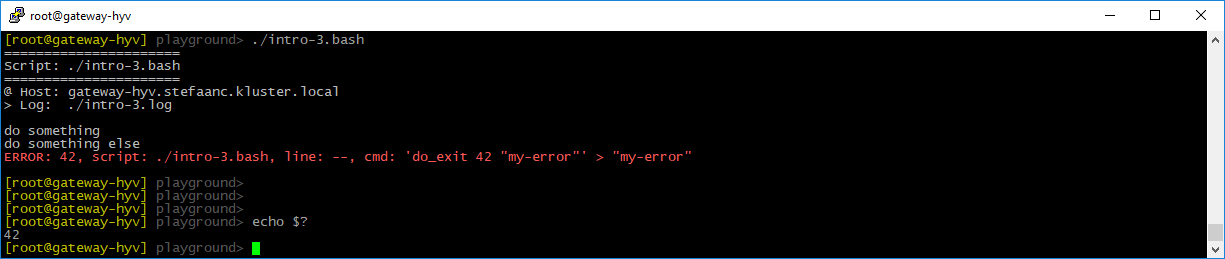 root@gateway-hyv
[root@gateway-hyv] playground> ./intro-3.bash
======================
Script: ./intro-3.bash
======================
@ Host: gateway-hyv.stefaanc.kluster.local
> Log:  ./intro-3.log
do something
do something else
ERROR: 42, script: ./intro-3.bash, line: --, cmd: 'do_exit 42 "my-error"' > "my-error"
[root@gateway-hyv] playground>
[root@gateway-hyv] playground>
[root@gateway-hyv] playground>
[root@gateway-hyv] playground> echo $?
42
[root@gateway-hyv] playground>